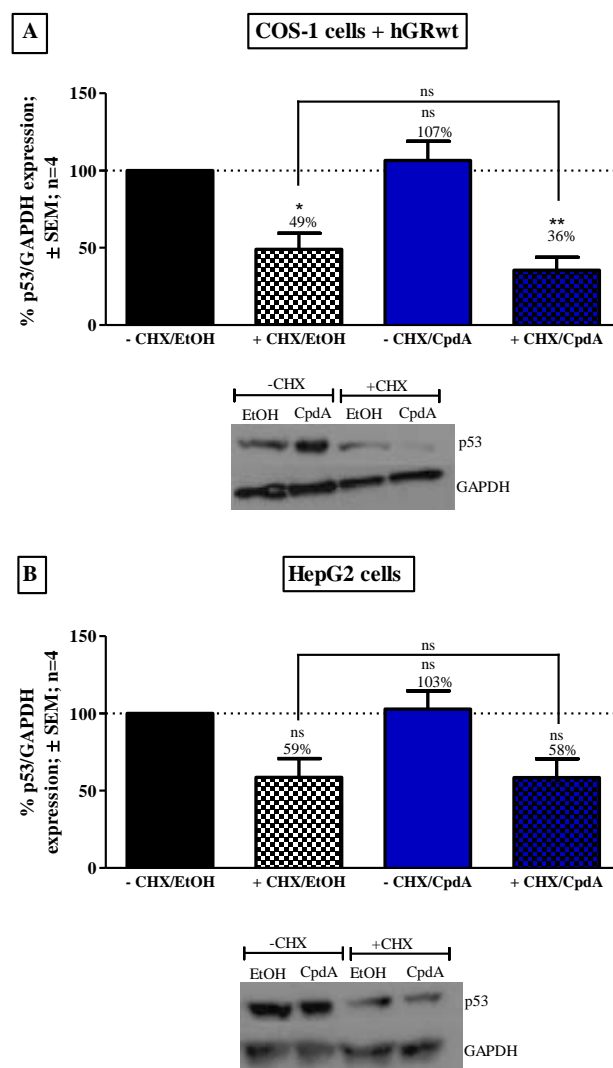 A
COS-1 cells + hGRwt
% p53/GAPDH expression;
± SEM; n=4
150
100
50
0
ns
ns
107%
*
49%
**
36%
- CHX/EtOH
+ CHX/EtOH
- CHX/CpdA
+ CHX/CpdA
-CHX
+CHX
EtOH
CpdA
EtOH
CpdA
p53
GAPDH
B
HepG2 cells
% p53/GAPDH
expression; ± SEM; n=4
150
100
50
0
ns
ns
103%
ns
59%
ns
58%
- CHX/EtOH
+ CHX/EtOH
- CHX/CpdA
+ CHX/CpdA
-CHX
+CHX
EtOH
CpdA
EtOH
CpdA
p53
GAPDH